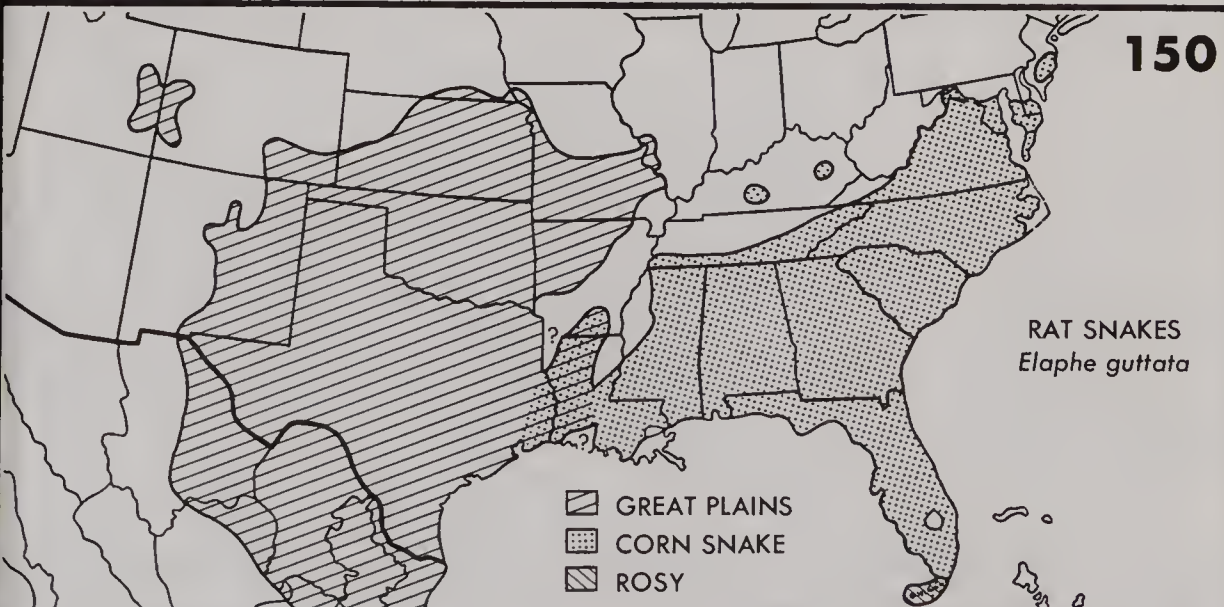 150
RAT SNAKES
Elaphe guttata
?
?
GREAT PLAINS
CORN SNAKE
ROSY